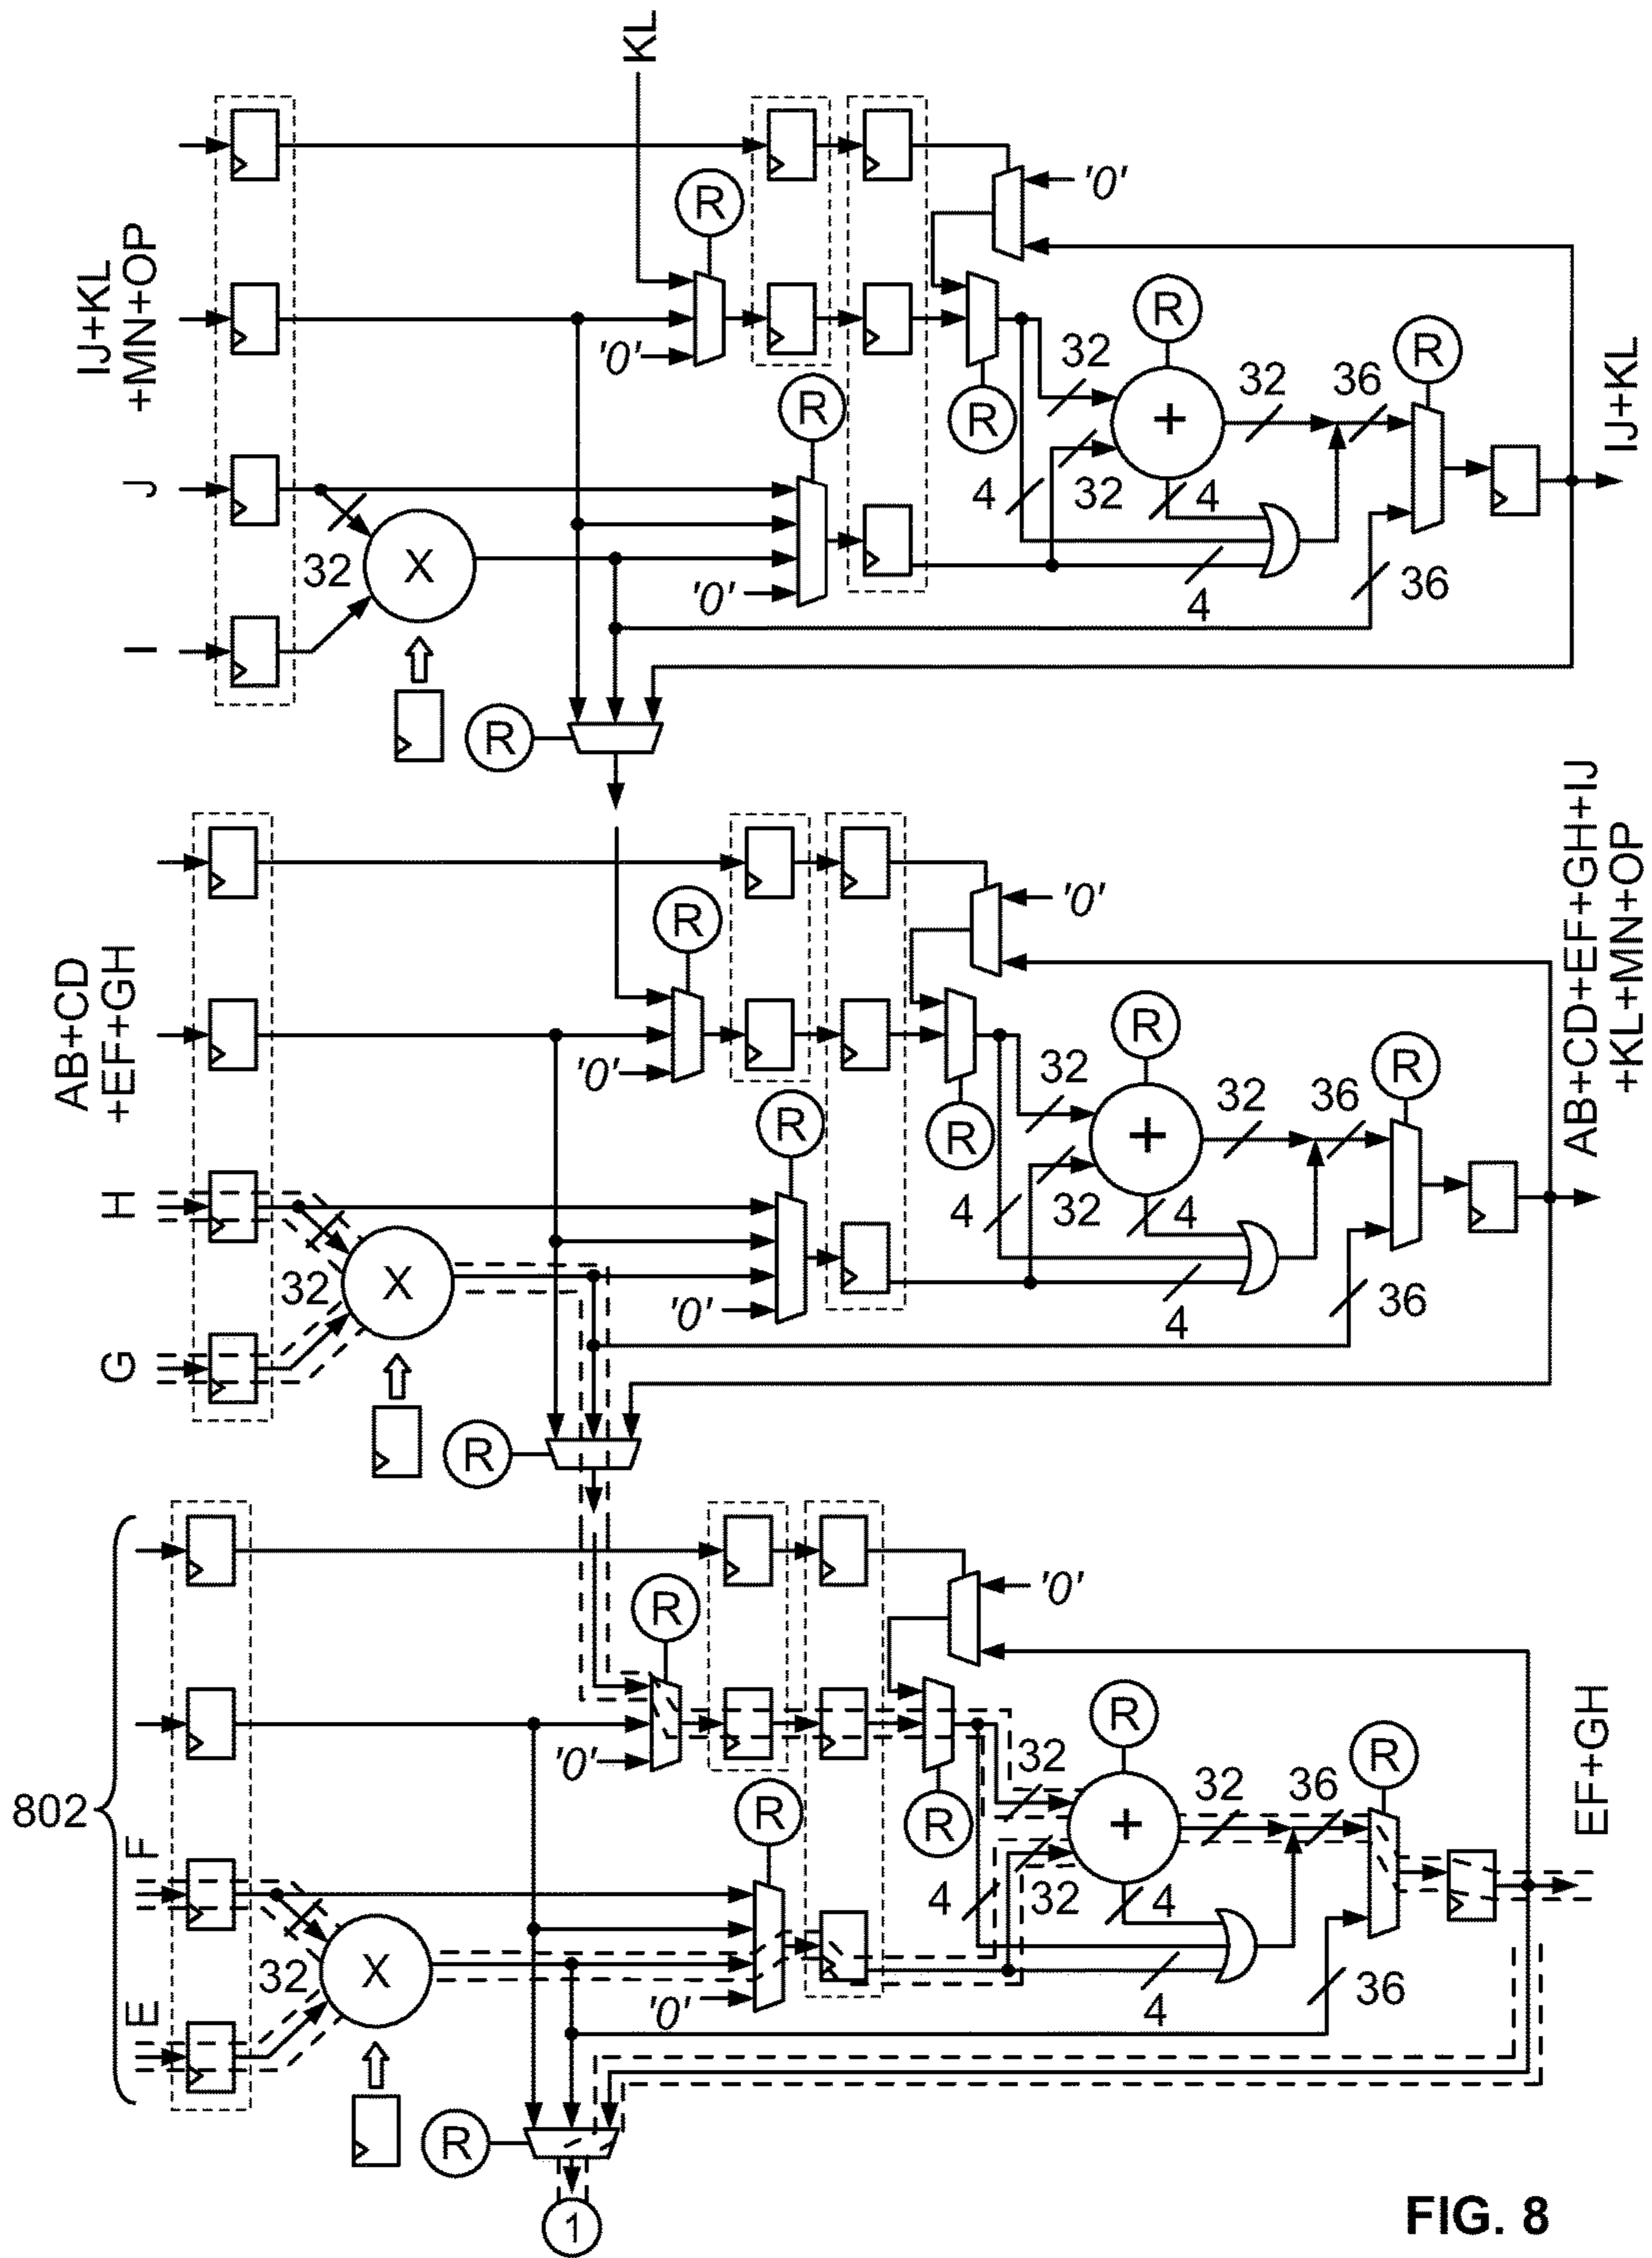 KL
R
'0'
IJ+KL
+MN+OP
R
'0'
32
R
32
36
R
J
R
+
IJ+KL
4
32
4
R
32
X
'0'
4
36
I
R
'0'
R
AB+CD
+EF+GH
R
'0'
32
R
32
36
R
AB+CD+EF+GH+IJ
+KL+MN+OP
R
+
H
4
32
4
R
32
X
'0'
4
36
G
R
'0'
R
802
R
'0'
32
R
32
36
R
EF+GH
R
+
F
4
32
4
R
32
X
'0'
4
36
E
R
1
FIG. 8